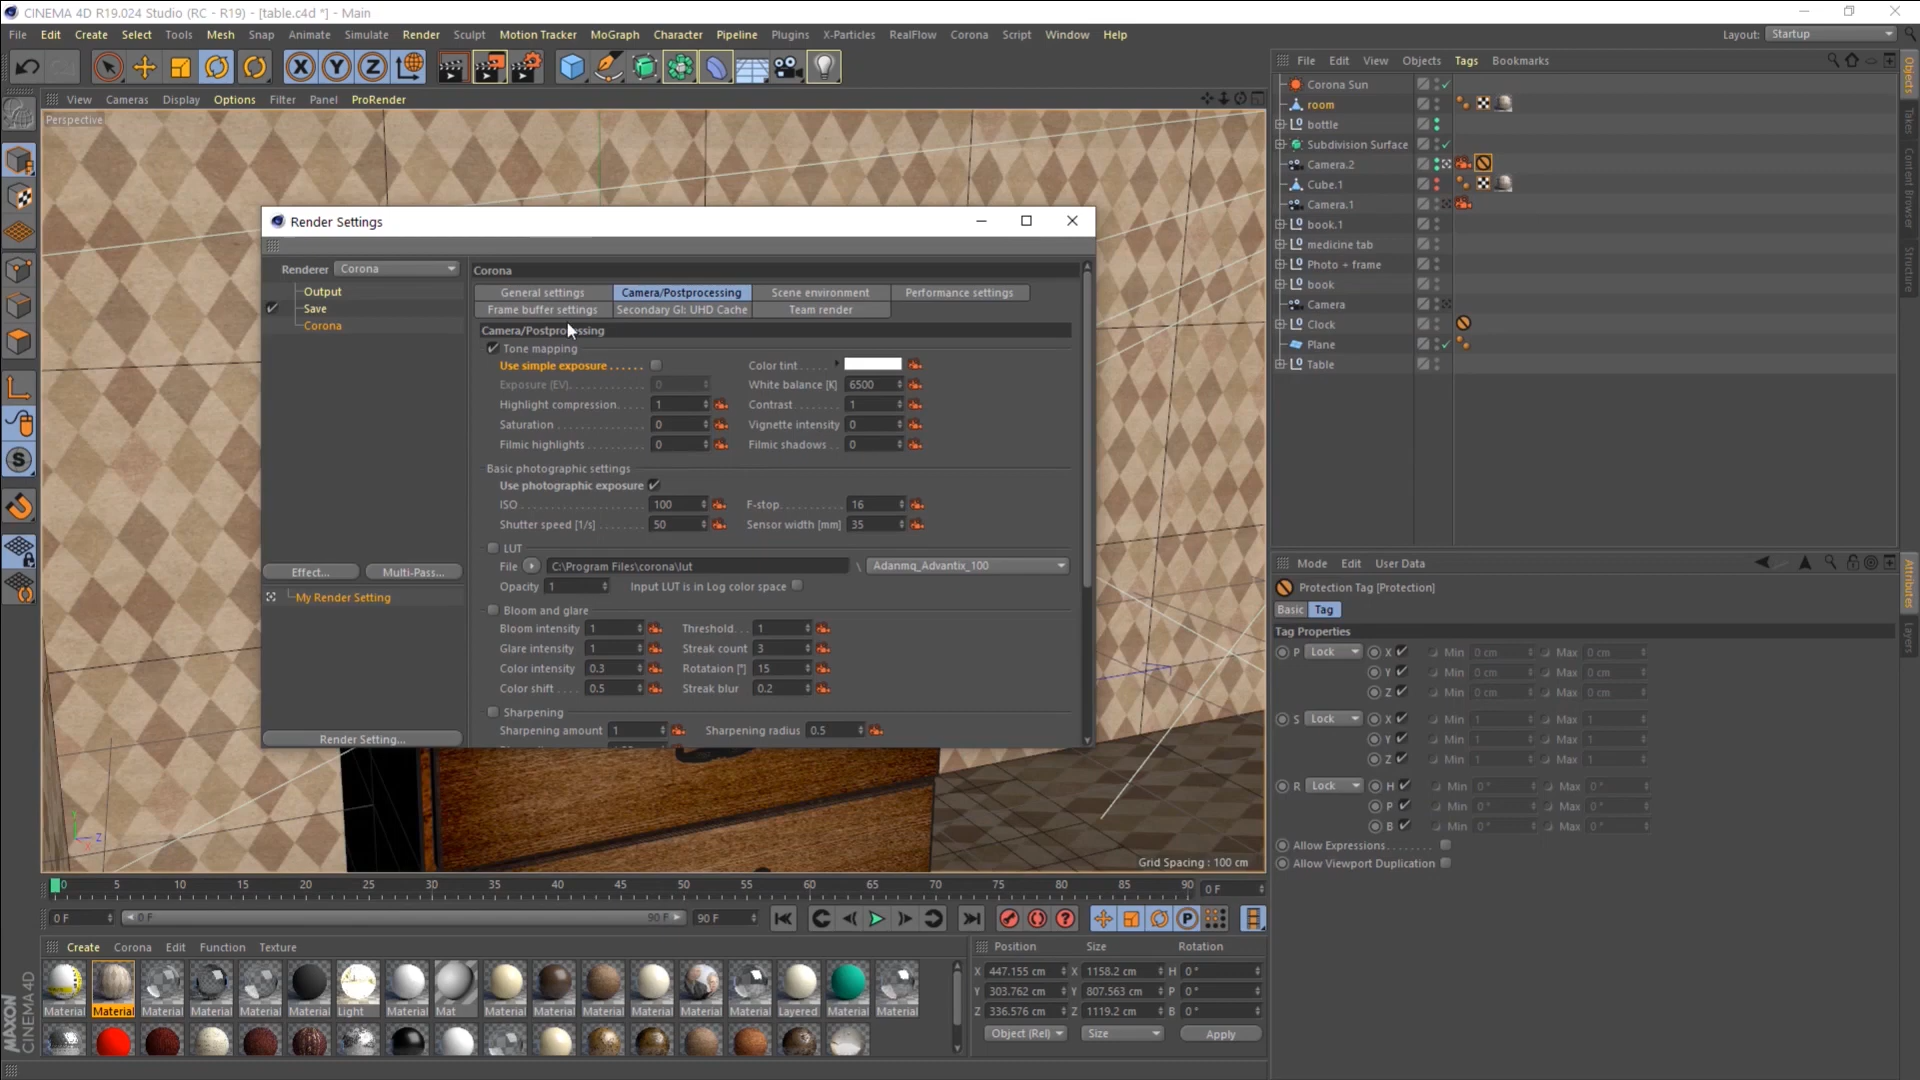 CINEMA 4D R19.024 Studio (RC - R19) - [table.c4d *] - Main
File Edit Create Select Tools Mesh Snap Animate Simulate Render Sculpt Motion Tracker MoGraph Character Pipeline Plugins X-Particles RealFlow Corona Script Window Help
Layout: Startup
View Cameras Display Options Filter Panel ProRender
Perspective
File Edit View Objects Tags Bookmarks
Corona Sun
room
bottle
Subdivision Surface
Camera.2
Cube.1
Camera.1
book.1
medicine tab
Photo + frame
book
Camera
Clock
Plane
Table
Objects
Takes
Content Browser
Structure
Render Settings
Renderer Corona
Output
Save
Corona
Effect... Multi-Pass...
My Render Setting
Render Setting...
Corona
General settings Camera/Postprocessing Scene environment Performance settings
Frame buffer settings Secondary GI: UHD Cache Team render
Camera/Postprocessing
Tone mapping
Use simple exposure...... Color tint.....
Exposure (EV)............ 0 White balance [K] 6500
Highlight compression..... 1 Contrast....... 1
Saturation 0 Vignette intensity 0
Filmic highlights 0 Filmic shadows .. 0
Basic photographic settings
Use photographic exposure
ISO 100 F-stop 16
Shutter speed [1/s] 50 Sensor width [mm] 35
LUT
File C:\Program Files\corona\lut \ Adanmq_Advantix_100
Opacity 1 Input LUT is in Log color space
Bloom and glare
Bloom intensity 1 Threshold... 1
Glare intensity 1 Streak count 3
Color intensity 0.3 Rotataion [°] 15
Color shift .... 0.5 Streak blur 0.2
Sharpening
Sharpening amount 1 Sharpening radius 0.5
Y
Z
X
Grid Spacing : 100 cm
Mode Edit User Data
Protection Tag [Protection]
Basic Tag
Tag Properties
P Lock X Min 0 cm Max 0 cm
Y Min 0 cm Max 0 cm
Z Min 0 cm Max 0 cm
S Lock X Min 1 Max 1
Y Min 1 Max 1
Z Min 1 Max 1
R Lock H Min 0 ° Max 0 °
P Min 0 ° Max 0 °
B Min 0 ° Max 0 °
Allow Expressions........
Allow Viewport Duplication
Attributes
Layers
0 5 10 15 20 25 30 35 40 45 50 55 60 65 70 75 80 85 90 0 F
0 F 0 F 90 F 90 F
Create Corona Edit Function Texture
Material Material Material Material Material Material Light Material Mat Material Material Material Material Material Material Layered Material Material
Position Size Rotation
X 447.155 cm X 1158.2 cm H 0 °
Y 303.762 cm Y 807.563 cm P 0 °
Z 336.576 cm Z 1119.2 cm B 0 °
Object (Rel) Size Apply
MAXON
CINEMA 4D